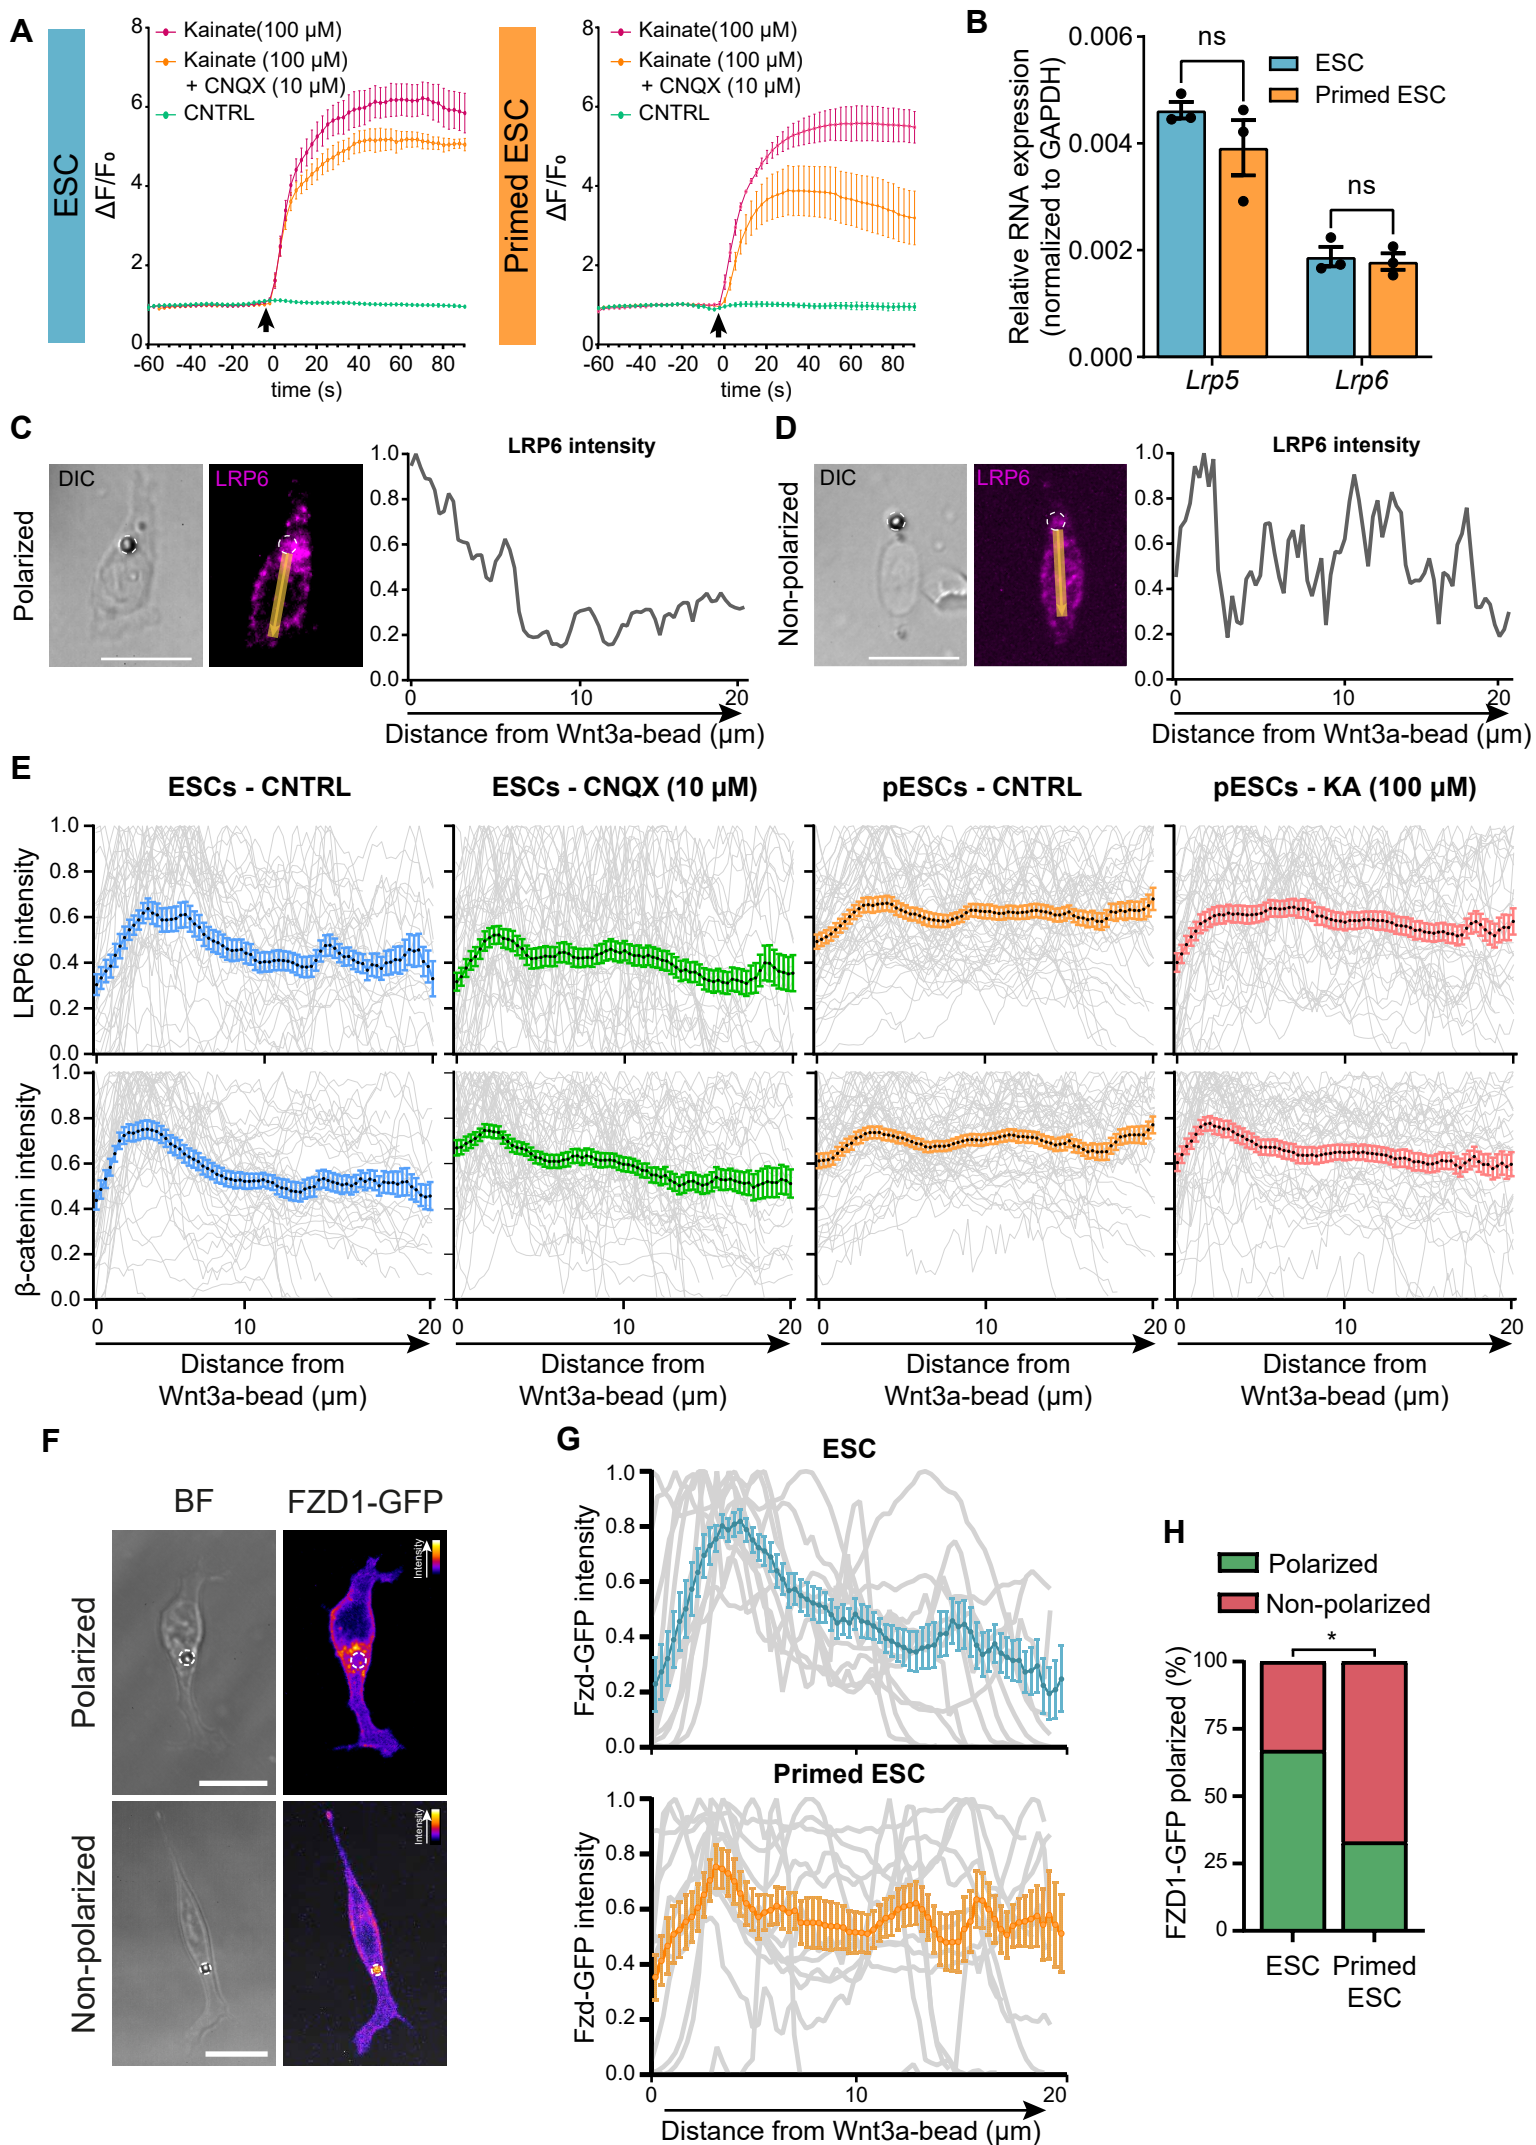 A
ESC
ΔF/F₀
8
6
4
2
0
Kainate(100 µM)
Kainate (100 µM)
+ CNQX (10 µM)
CNTRL
-60 -40 -20 0 20 40 60 80
time (s)
Primed ESC
ΔF/F₀
8
6
4
2
0
Kainate(100 µM)
Kainate (100 µM)
+ CNQX (10 µM)
CNTRL
-60 -40 -20 0 20 40 60 80
time (s)
B
Relative RNA expression
(normalized to GAPDH)
0.006
0.004
0.002
0.000
ns
ns
ESC
Primed ESC
Lrp5 Lrp6
C
Polarized
DIC
LRP6
LRP6 intensity
1.0
0.8
0.6
0.4
0.2
0.0
0 10 20
Distance from Wnt3a-bead (µm)
D
Non-polarized
DIC
LRP6
LRP6 intensity
1.0
0.8
0.6
0.4
0.2
0.0
0 10 20
Distance from Wnt3a-bead (µm)
E
ESCs - CNTRL
ESCs - CNQX (10 µM)
pESCs - CNTRL
pESCs - KA (100 µM)
LRP6 intensity
1.0
0.8
0.6
0.4
0.2
0.0
β-catenin intensity
1.0
0.8
0.6
0.4
0.2
0.0
0 10 20
0 10 20
0 10 20
0 10 20
Distance from
Wnt3a-bead (µm)
Distance from
Wnt3a-bead (µm)
Distance from
Wnt3a-bead (µm)
Distance from
Wnt3a-bead (µm)
F
BF
FZD1-GFP
Polarized
Intensity
Non-polarized
Intensity
G
ESC
Fzd-GFP intensity
1.0
0.8
0.6
0.4
0.2
0.0
Primed ESC
Fzd-GFP intensity
1.0
0.8
0.6
0.4
0.2
0.0
0 10 20
Distance from Wnt3a-bead (µm)
H
Polarized
Non-polarized
*
FZD1-GFP polarized (%)
100
75
50
25
0
ESC Primed
ESC